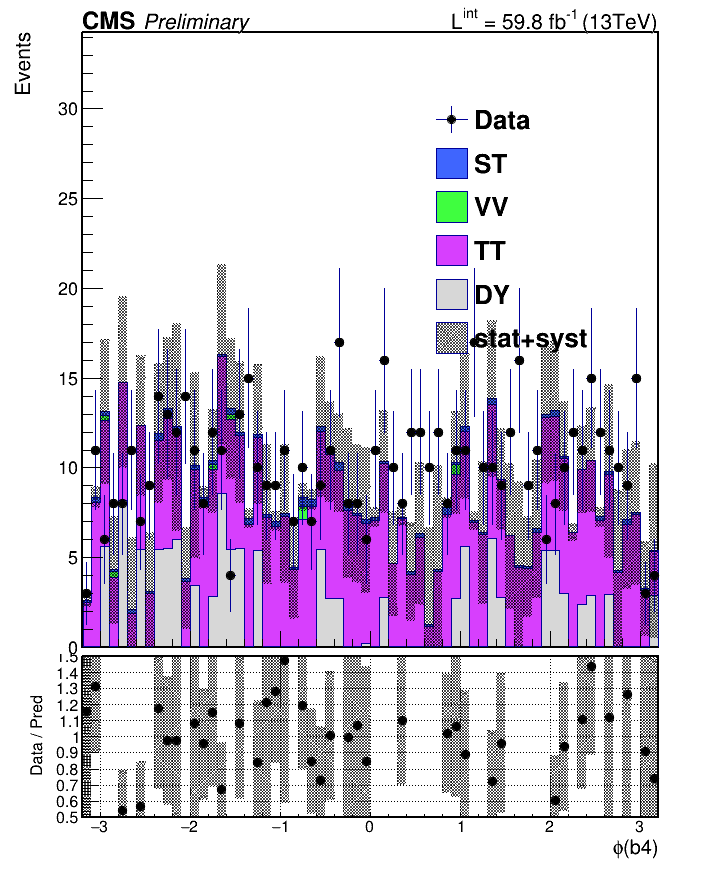 CMS Preliminary
L^int = 59.8 fb^-1 (13TeV)
Events
30
25
20
15
10
5
0
Data
ST
VV
TT
DY
stat+syst
Data / Pred
1.5
1.4
1.3
1.2
1.1
1
0.9
0.8
0.7
0.6
0.5
−3 −2 −1 0 1 2 3
ϕ(b4)